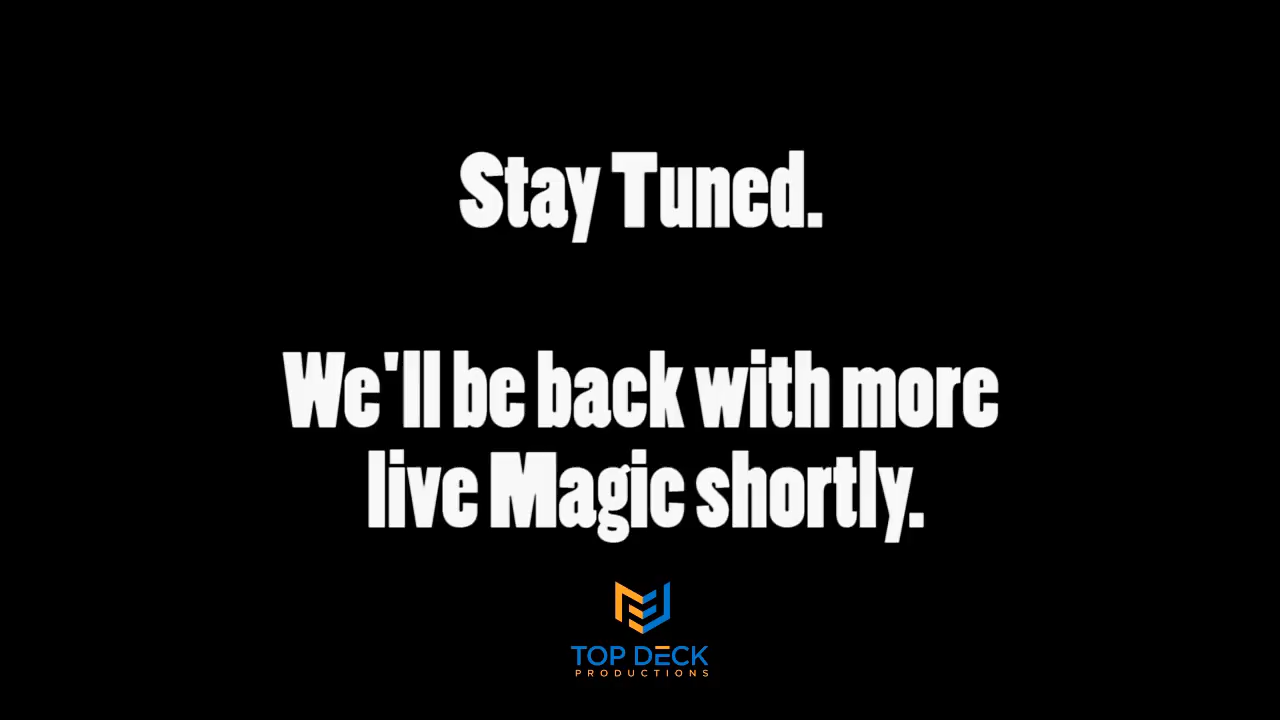 Stay Tuned.
We'll be back with more
live Magic shortly.
TOP DECK
PRODUCTIONS